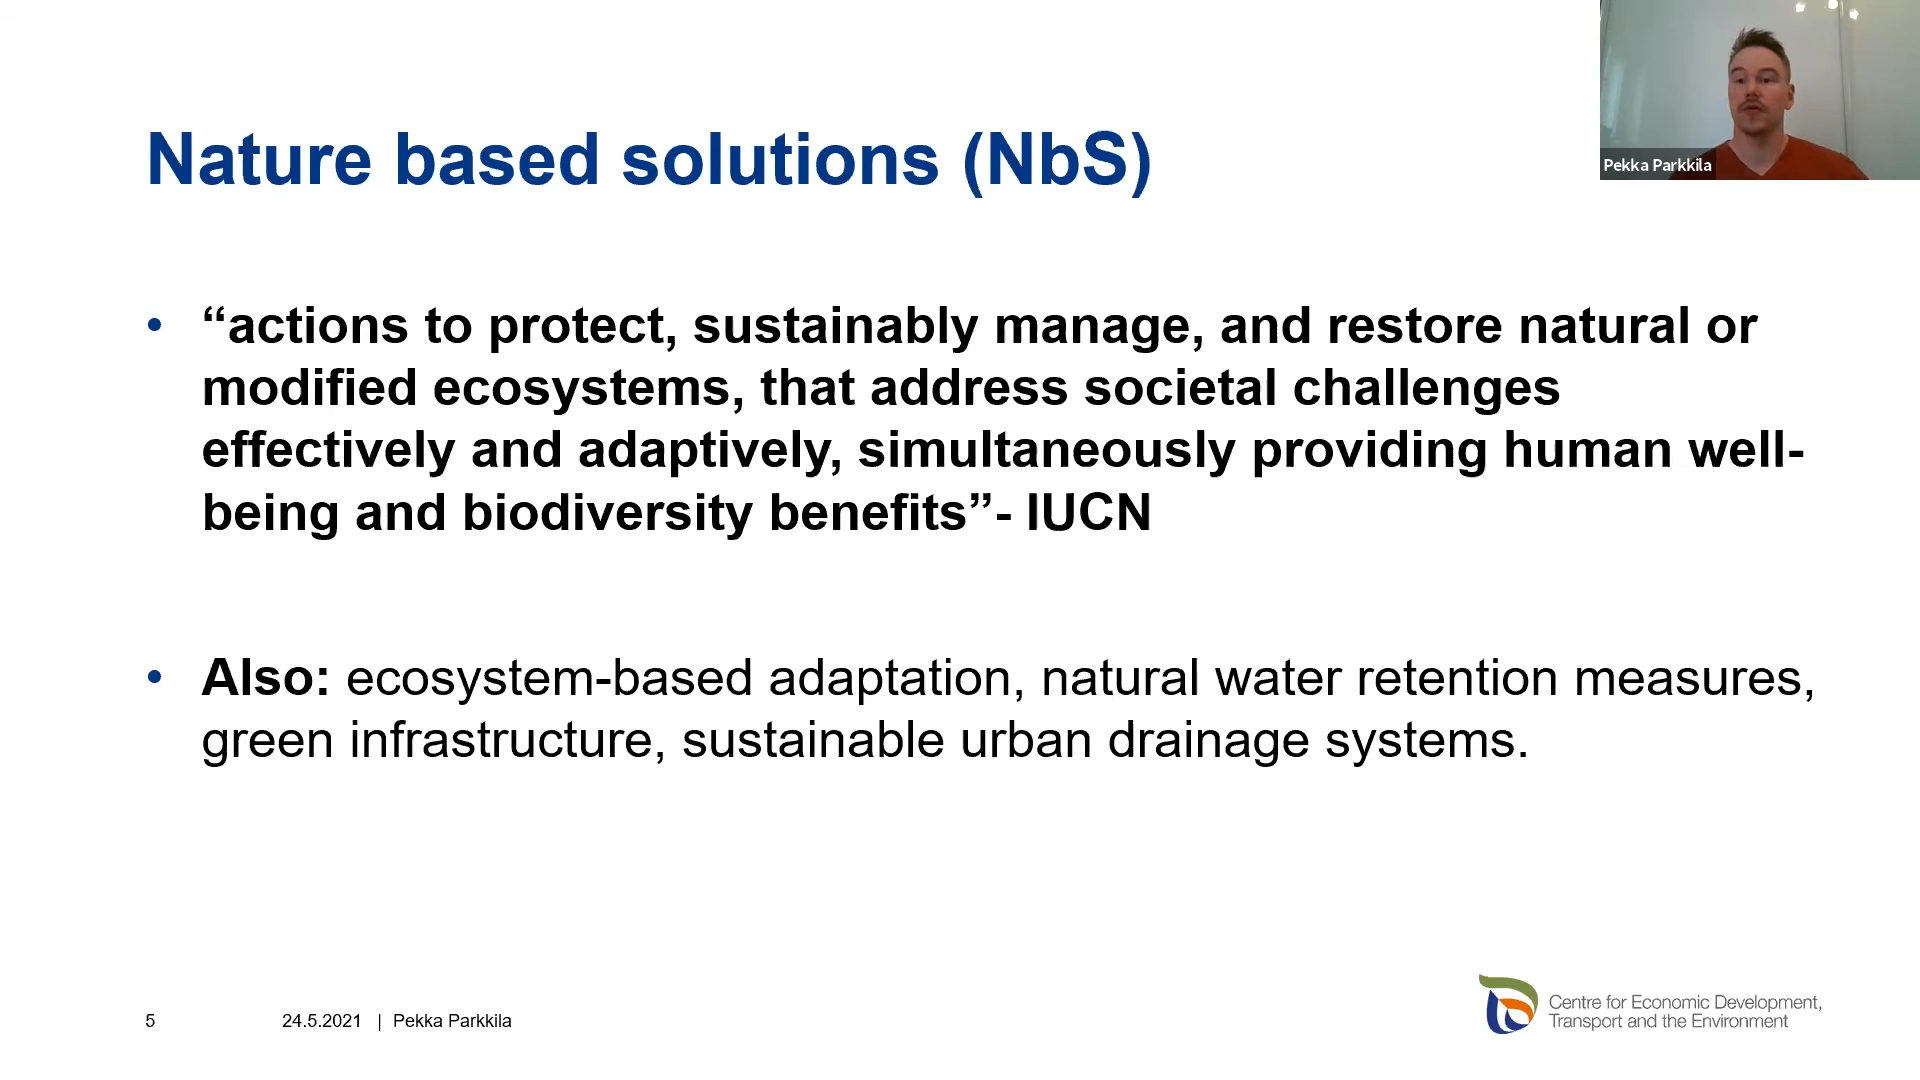 Nature based solutions (NbS)
Pekka Parkkila
• “actions to protect, sustainably manage, and restore natural or
modified ecosystems, that address societal challenges
effectively and adaptively, simultaneously providing human well-
being and biodiversity benefits”- IUCN
• Also: ecosystem-based adaptation, natural water retention measures,
green infrastructure, sustainable urban drainage systems.
5 24.5.2021 | Pekka Parkkila
Centre for Economic Development,
Transport and the Environment